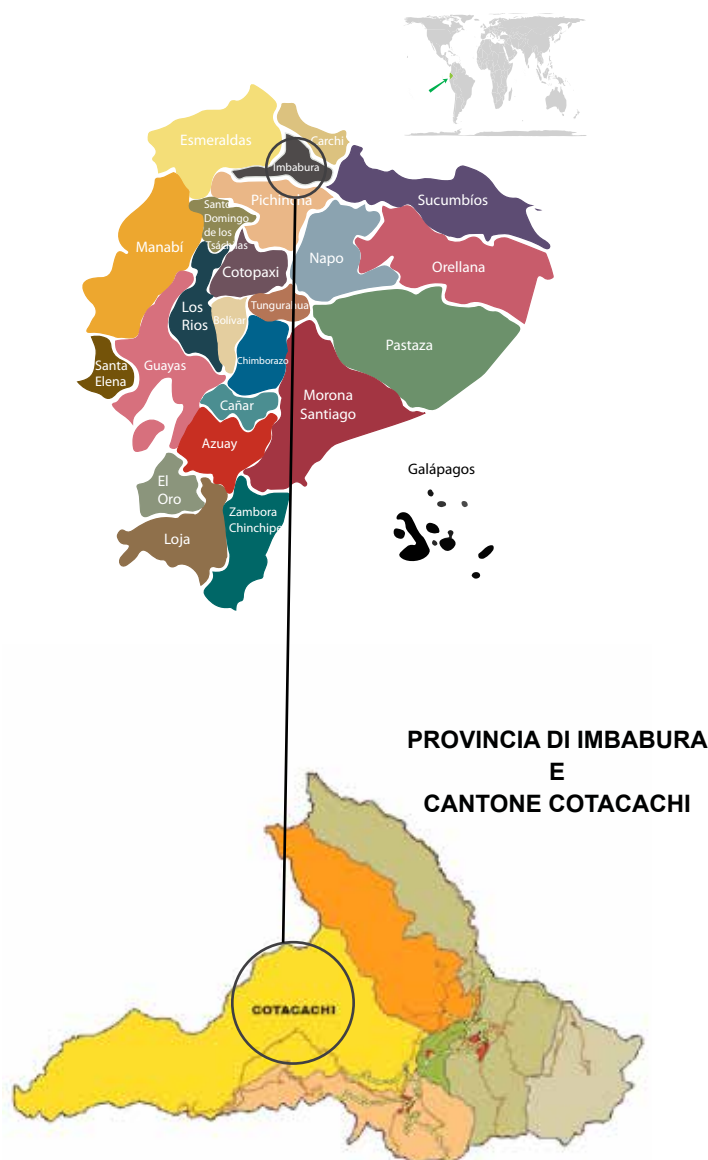 Esmeraldas
Carchi
Imbabura
Pichincha
Sucumbíos
Santo
Domingo
de los
Tsáchilas
Manabí
Cotopaxi
Napo
Orellana
Los
Rios
Bolívar
Tungurahua
Santa
Elena
Guayas
Chimborazo
Pastaza
Morona
Santiago
Cañar
Azuay
El
Oro
Loja
Zambora
Chinchipe
Galápagos
PROVINCIA DI IMBABURA
E
CANTONE COTACACHI
COTACACHI